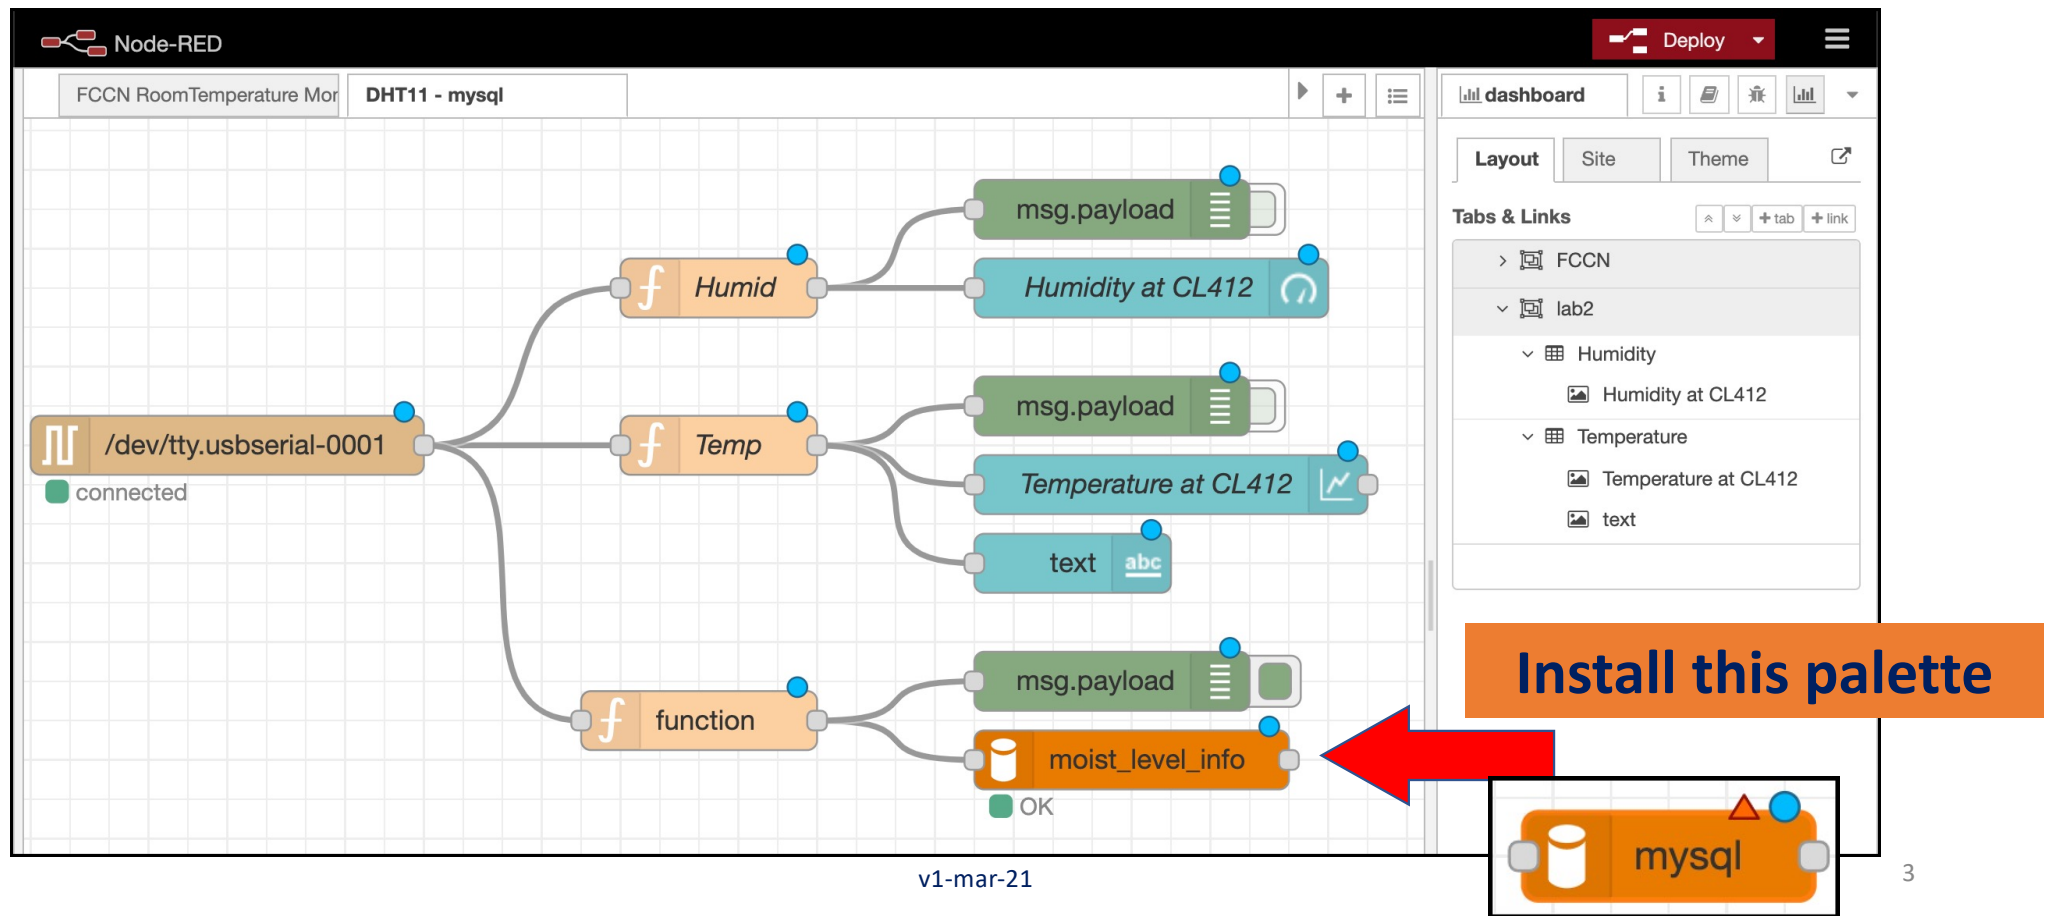 Node-RED
Deploy
FCCN RoomTemperature Mor
DHT11 - mysql
dashboard
i
Layout
Site
Theme
Tabs & Links
+ tab
+ link
FCCN
lab2
Humidity
Humidity at CL412
Temperature
Temperature at CL412
text
msg.payload
Humid
Humidity at CL412
msg.payload
/dev/tty.usbserial-0001
Temp
connected
Temperature at CL412
text abc
msg.payload
function
moist_level_info
OK
Install this palette
mysql
v1-mar-21
3